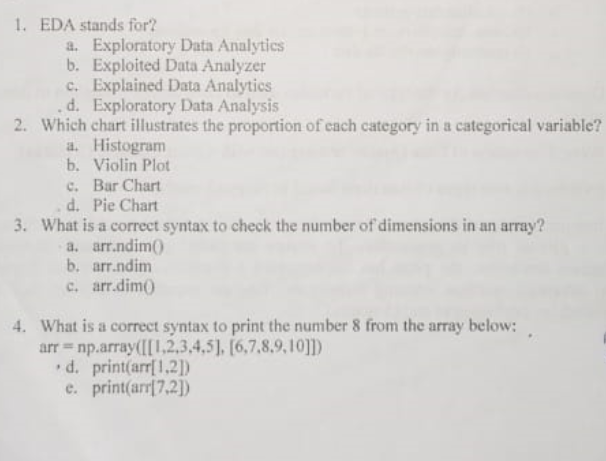 1. EDA stands for?
a. Exploratory Data Analytics
b. Exploited Data Analyzer
c. Explained Data Analytics
d. Exploratory Data Analysis
2. Which chart illustrates the proportion of each category in a categorical variable?
a. Histogram
b. Violin Plot
c. Bar Chart
d. Pie Chart
3. What is a correct syntax to check the number of dimensions in an array?
a. arr.ndim()
b. arr.ndim
c. arr.dim()
4. What is a correct syntax to print the number 8 from the array below:
arr = np.array([[1,2,3,4,5], [6,7,8,9,10]])
d. print(arr[1,2])
e. print(arr[7,2])